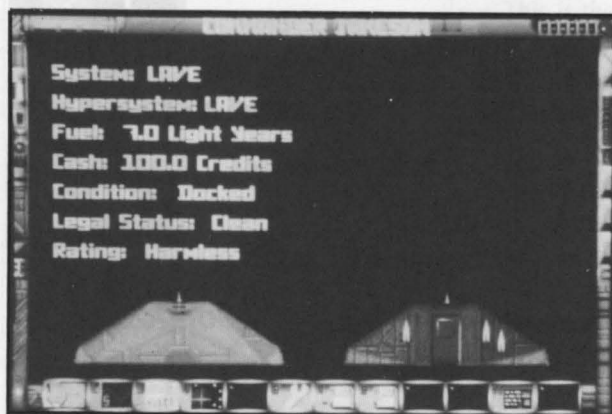 COMMANDER JAMESON
System: LAVE
Hypersystem: LAVE
Fuel: 7.0 Light Years
Cash: 100.0 Credits
Condition: Docked
Legal Status: Clean
Rating: Harmless